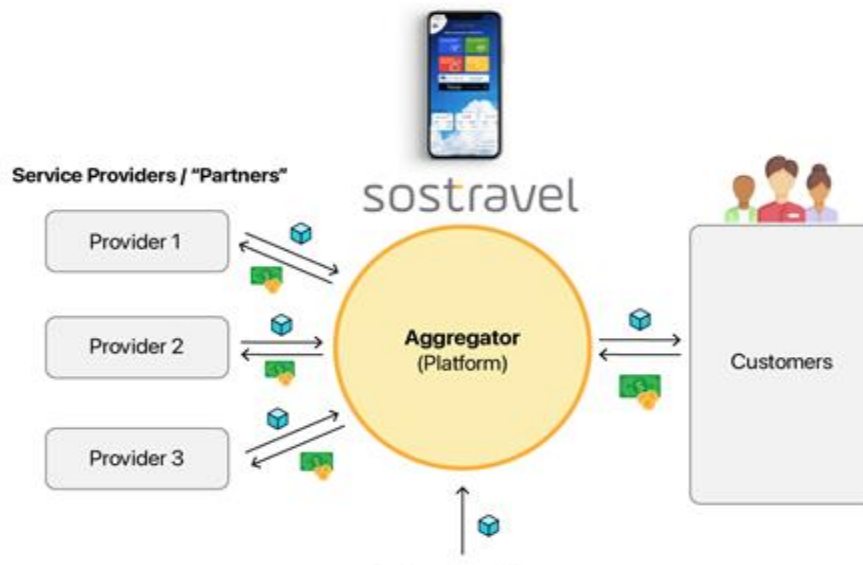 sostravel
Service Providers / "Partners"
Provider 1
Provider 2
Provider 3
Aggregator
(Platform)
Customers